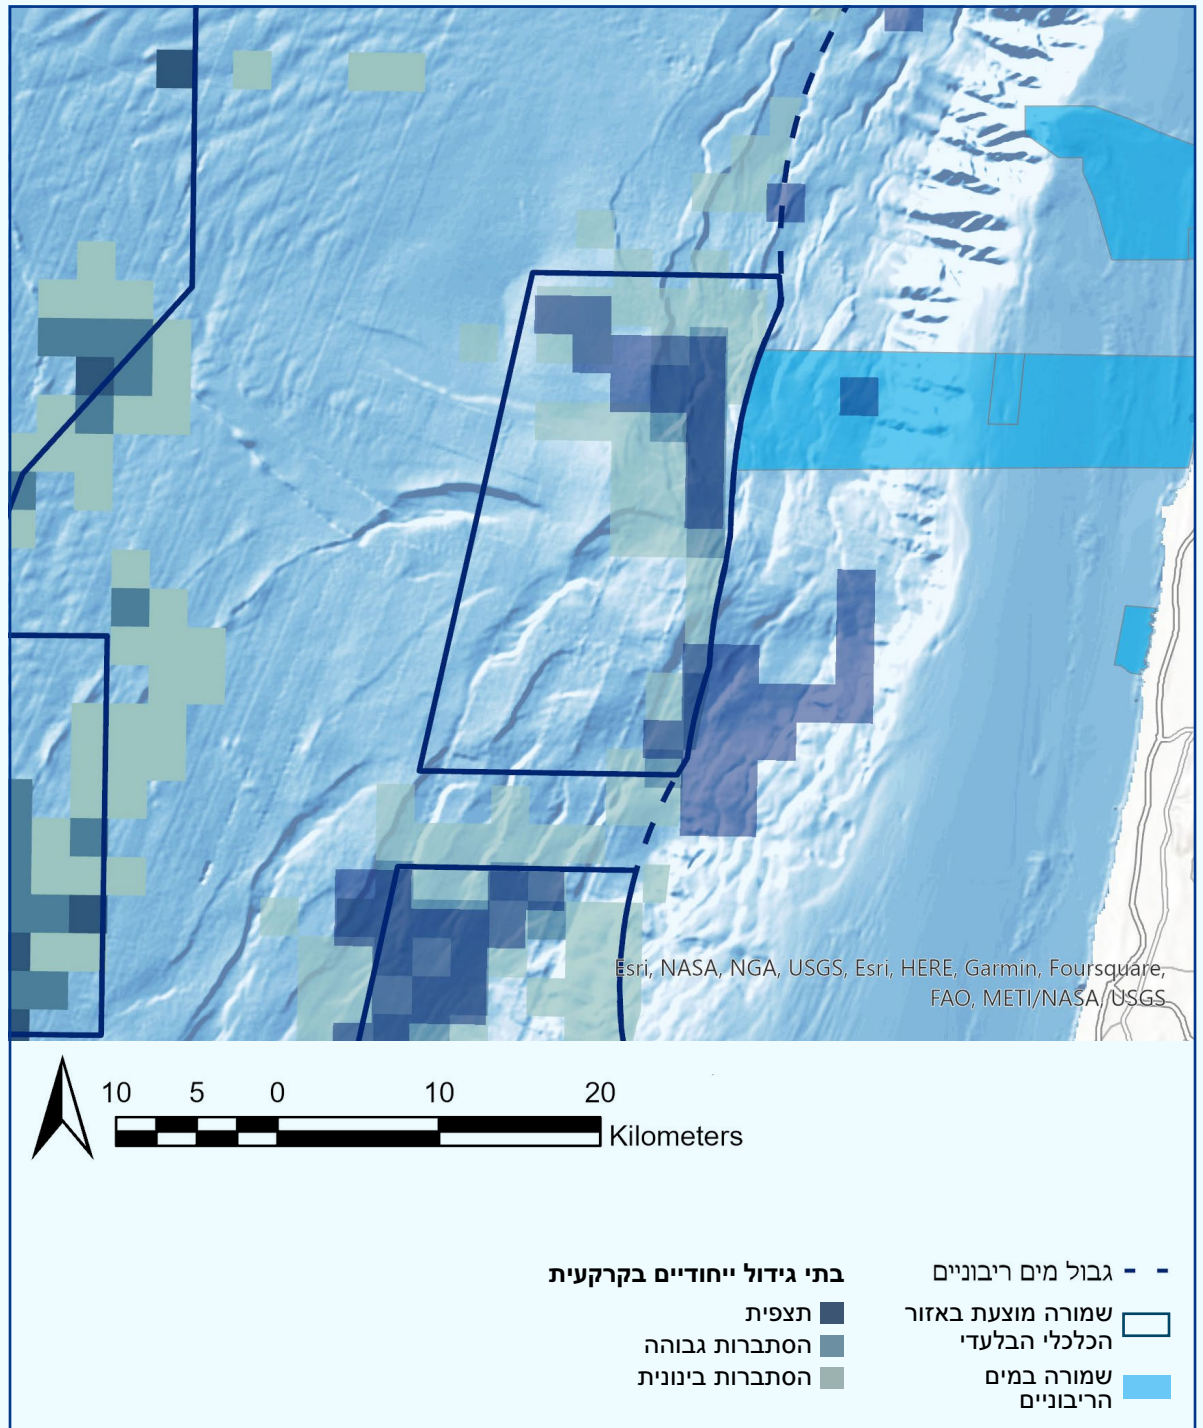 Esri, NASA, NGA, USGS, Esri, HERE, Garmin, Foursquare,
FAO, METI/NASA, USGS
10 5 0 10 20
Kilometers
גבול מים ריבוניים
שמורה מוצעת באזור
הכלכלי הבלעדי
שמורה במים
הריבוניים
בתי גידול ייחודיים בקרקעית
תצפית
הסתברות גבוהה
הסתברות בינונית